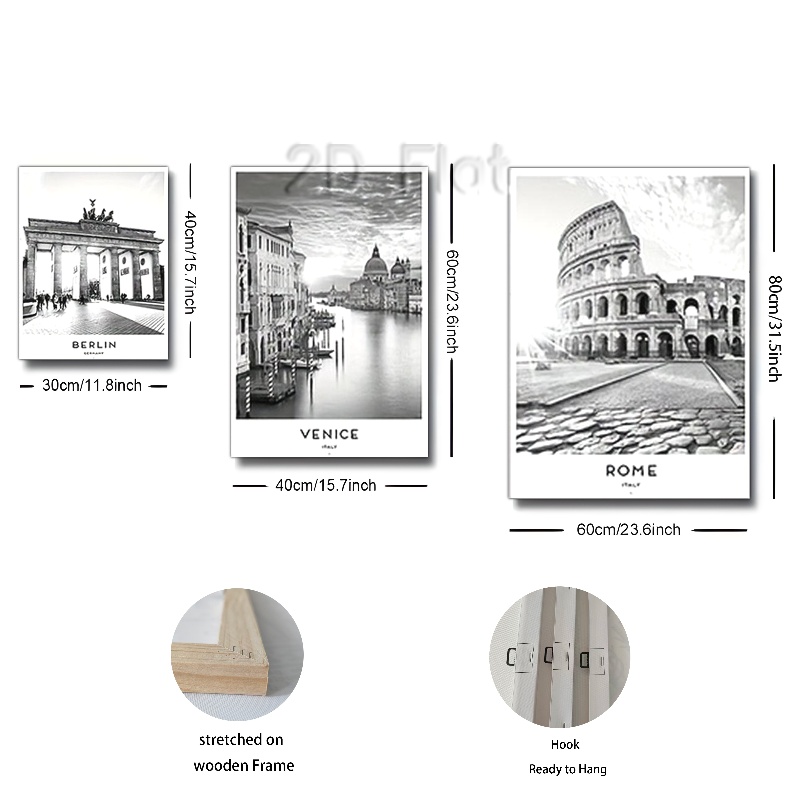 2D Flat
40cm/15.7inch
60cm/23.6inch
80cm/31.5inch
BERLIN
GERMANY
30cm/11.8inch
VENICE
ITALY
40cm/15.7inch
ROME
ITALY
60cm/23.6inch
stretched on
wooden Frame
Hook
Ready to Hang